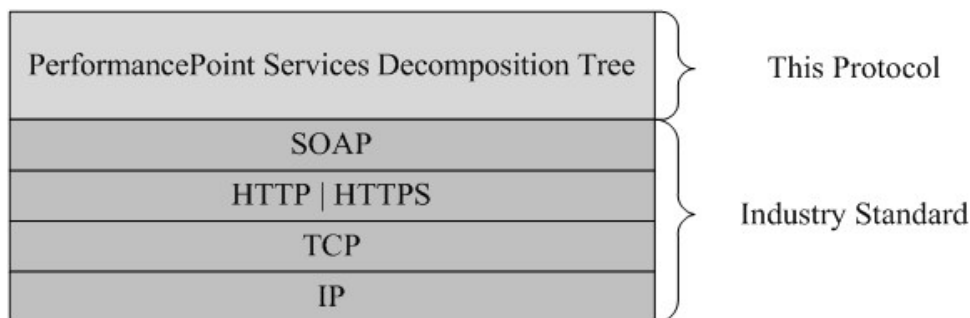 PerformancePoint Services Decomposition Tree
This Protocol
SOAP
HTTP | HTTPS
TCP
IP
Industry Standard